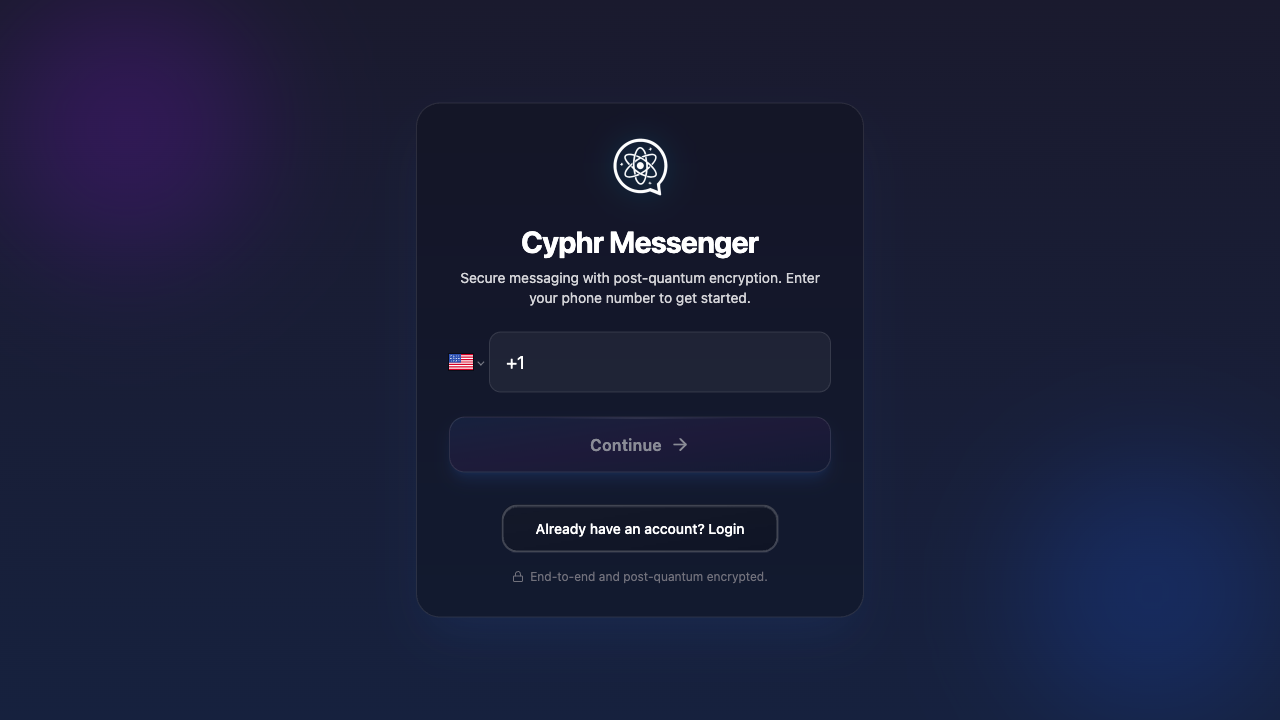 Cyphr Messenger
Secure messaging with post-quantum encryption. Enter
your phone number to get started.
+1
Continue
Already have an account? Login
End-to-end and post-quantum encrypted.